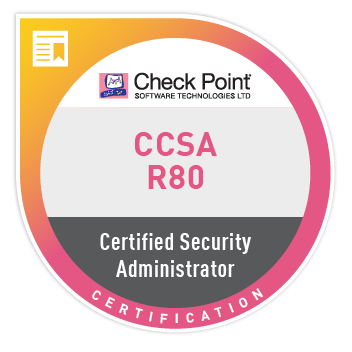 Check Point
SOFTWARE TECHNOLOGIES LTD
CCSA
R80
Certified Security
Administrator
CERTIFICATION